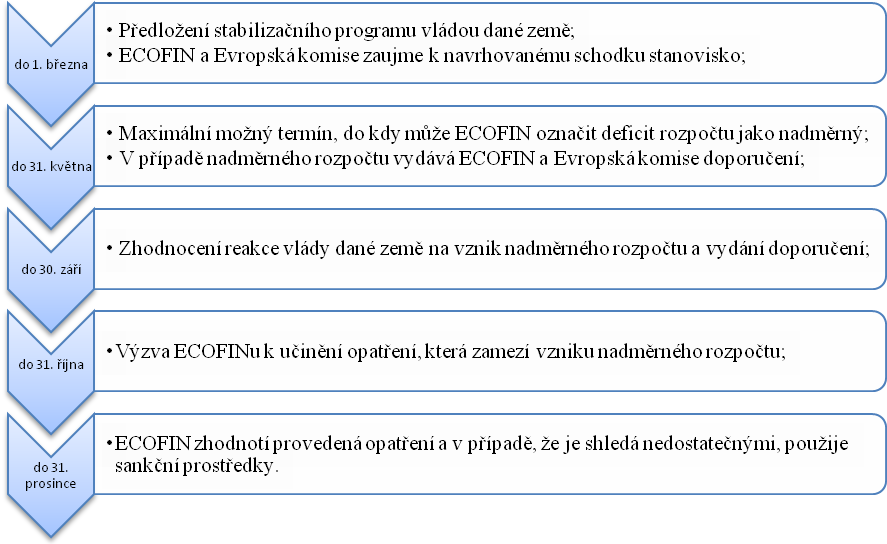 do 1. března
• Předložení stabilizačního programu vládou dané země;
• ECOFIN a Evropská komise zaujme k navrhovanému schodku stanovisko;
do 31. května
• Maximální možný termín, do kdy může ECOFIN označit deficit rozpočtu jako nadměrný;
• V případě nadměrného rozpočtu vydává ECOFIN a Evropská komise doporučení;
do 30. září
• Zhodnocení reakce vlády dané země na vznik nadměrného rozpočtu a vydání doporučení;
do 31. října
• Výzva ECOFINu k učinění opatření, která zamezí vzniku nadměrného rozpočtu;
do 31.
prosince
• ECOFIN zhodnotí provedená opatření a v případě, že je shledá nedostatečnými, použije
sankční prostředky.